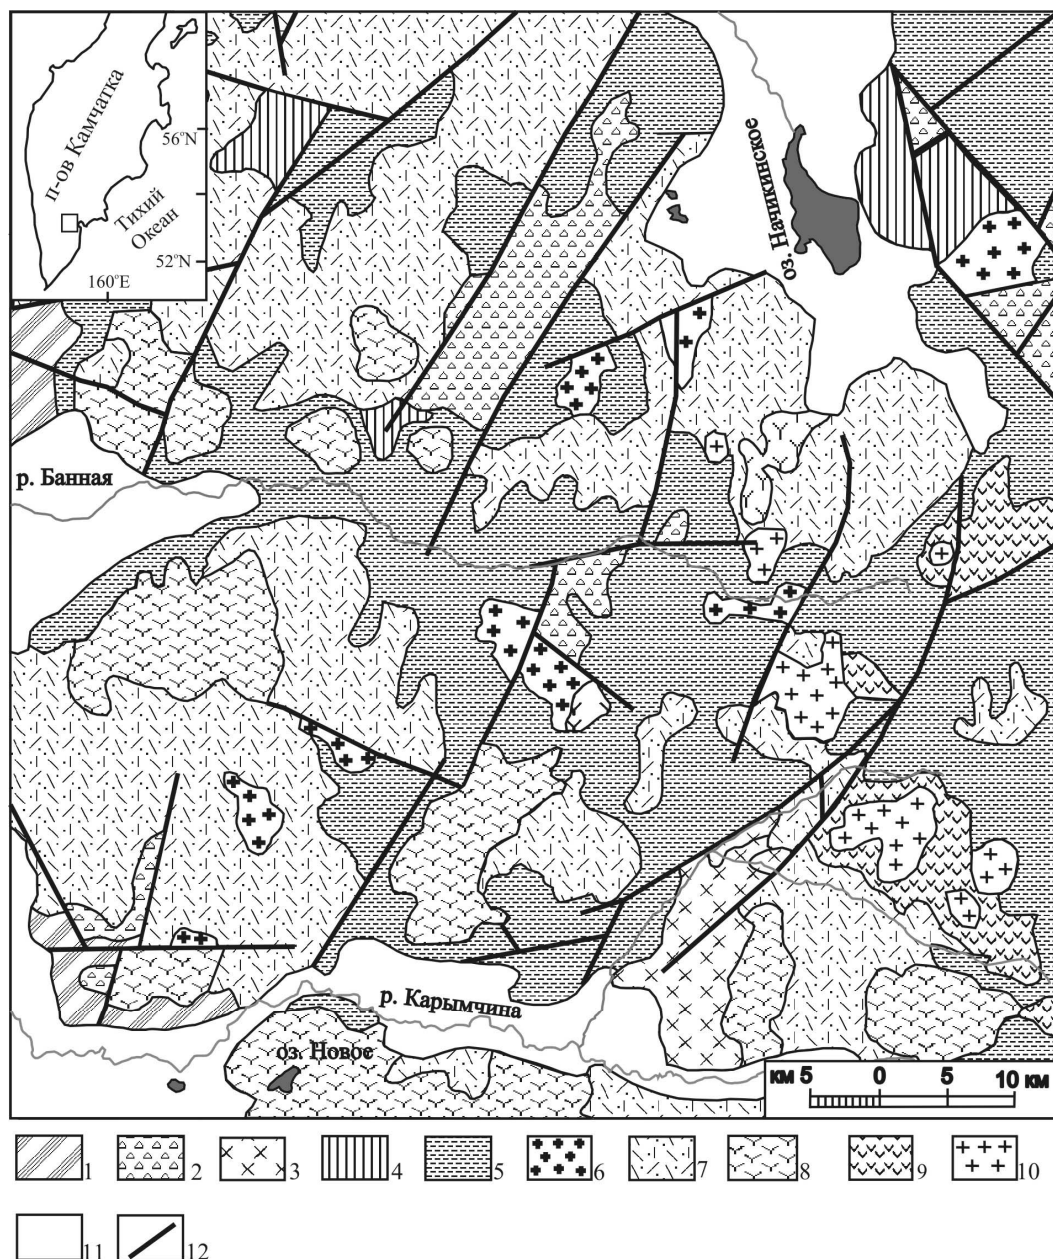 п-ов Камчатка
56°N
Тихий
Океан
52°N
160°E
оз. Начикинское
р. Банная
р. Карымчина
оз. Новое
км 5 0 5 10 км
1 2 3 4 5 6 7 8 9 10
11 12